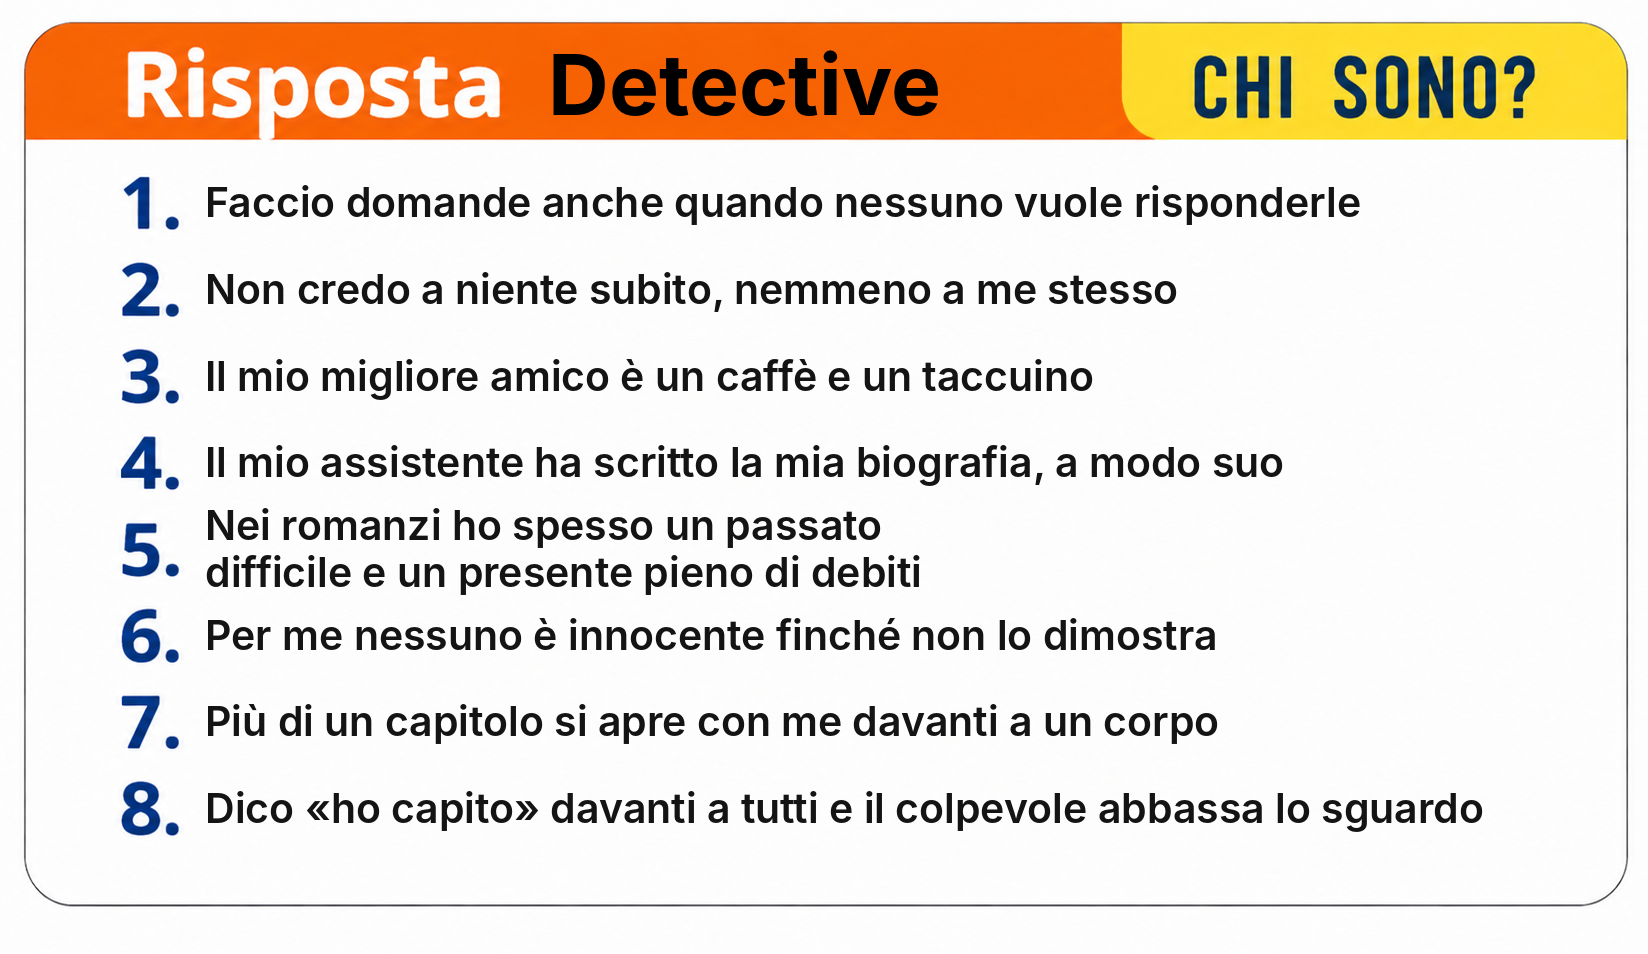 Risposta Detective CHI SONO?
1. Faccio domande anche quando nessuno vuole risponderle
2. Non credo a niente subito, nemmeno a me stesso
3. Il mio migliore amico è un caffè e un taccuino
4. Il mio assistente ha scritto la mia biografia, a modo suo
5. Nei romanzi ho spesso un passato
difficile e un presente pieno di debiti
6. Per me nessuno è innocente finché non lo dimostra
7. Più di un capitolo si apre con me davanti a un corpo
8. Dico «ho capito» davanti a tutti e il colpevole abbassa lo sguardo